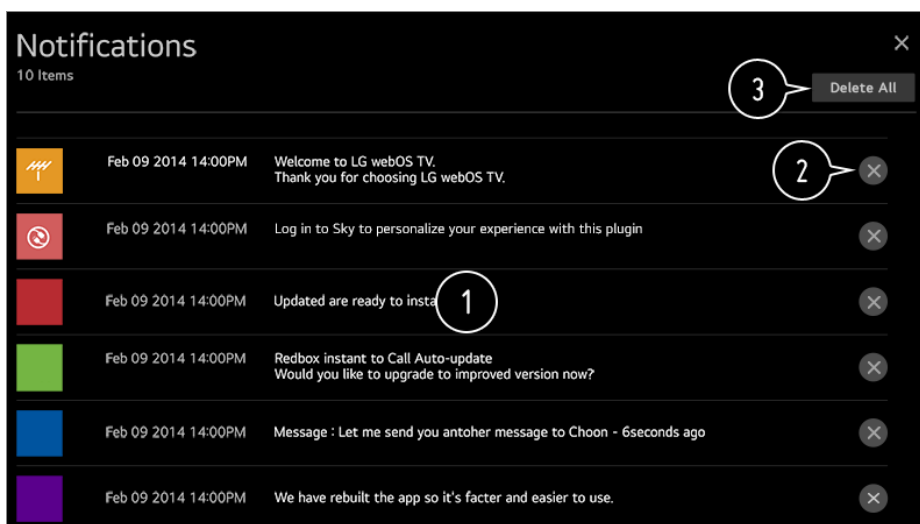 Notifications
10 Items
3
Delete All
Feb 09 2014 14:00PM
Welcome to LG webOS TV.
Thank you for choosing LG webOS TV.
2
Feb 09 2014 14:00PM
Log in to Sky to personalize your experience with this plugin
Feb 09 2014 14:00PM
Updated are ready to insta
1
Feb 09 2014 14:00PM
Redbox instant to Call Auto-update
Would you like to upgrade to improved version now?
Feb 09 2014 14:00PM
Message : Let me send you antoher message to Choon - 6seconds ago
Feb 09 2014 14:00PM
We have rebuilt the app so it's facter and easier to use.